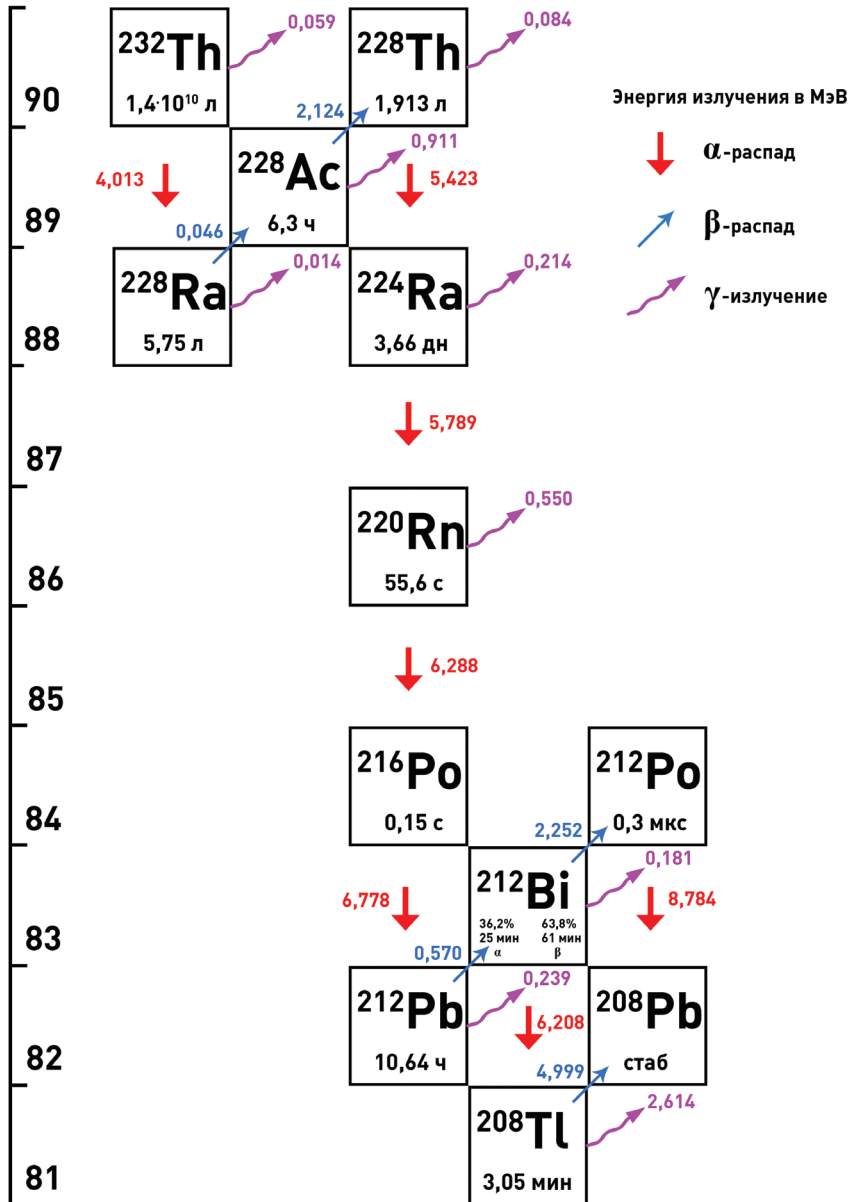 232Th
0,059
228Th
0,084
90
1,4·10¹⁰ л
2,124
1,913 л
Энергия излучения в МэВ
228Ac
0,911
α-распад
4,013
5,423
89
0,046
6,3 ч
β-распад
228Ra
0,014
224Ra
0,214
γ-излучение
88
5,75 л
3,66 дн
5,789
87
220Rn
0,550
86
55,6 с
6,288
85
216Po
212Po
84
0,15 с
2,252
0,3 мкс
212Bi
0,181
6,778
8,784
36,2% 63,8%
25 мин 61 мин
α β
83
0,570
212Pb
0,239
208Pb
6,208
82
10,64 ч
4,999
стаб
208Tl
2,614
81
3,05 мин